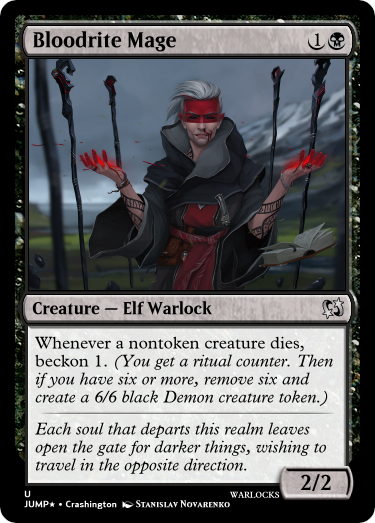 Bloodrite Mage 1
Creature — Elf Warlock
Whenever a nontoken creature dies,
beckon 1. (You get a ritual counter. Then
if you have six or more, remove six and
create a 6/6 black Demon creature token.)
Each soul that departs this realm leaves
open the gate for darker things, wishing to
travel in the opposite direction.
2/2
U WARLOCKS
JUMP★ • Crashington Stanislav Novarenko